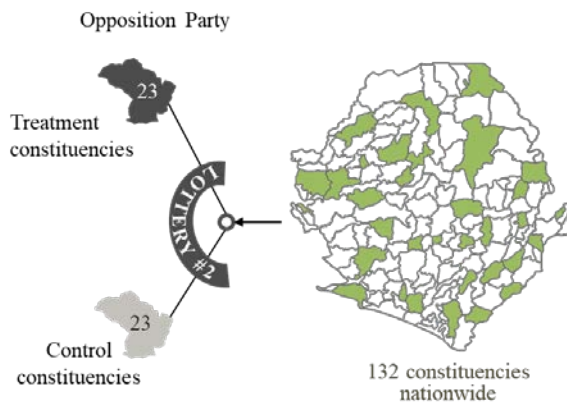 Opposition Party
23
Treatment
constituencies
LOTTERY #2
23
Control
constituencies
132 constituencies
nationwide